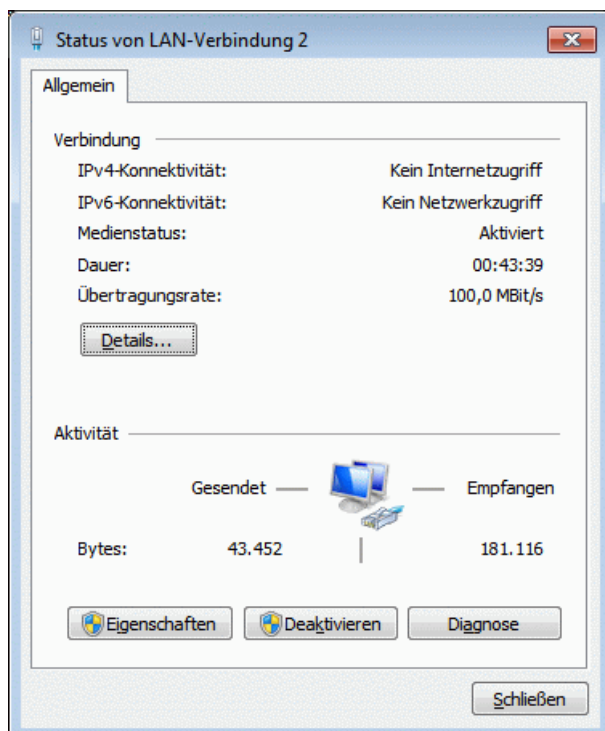 Status von LAN-Verbindung 2
Allgemein
Verbindung
IPv4-Konnektivität: Kein Internetzugriff
IPv6-Konnektivität: Kein Netzwerkzugriff
Medienstatus: Aktiviert
Dauer: 00:43:39
Übertragungsrate: 100,0 MBit/s
Details...
Aktivität
Gesendet Empfangen
Bytes: 43.452 181.116
Eigenschaften Deaktivieren Diagnose
Schließen